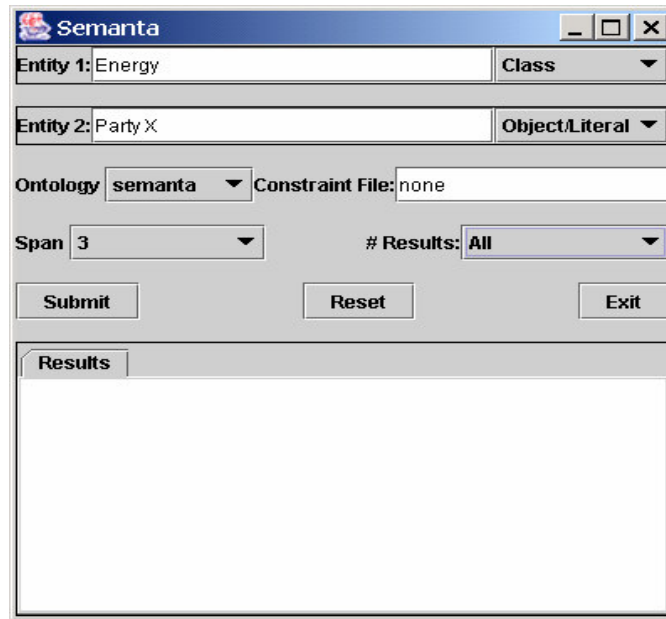 Semanta
Entity 1: Energy Class
Entity 2: Party X Object/Literal
Ontology semanta Constraint File: none
Span 3 # Results: All
Submit Reset Exit
Results